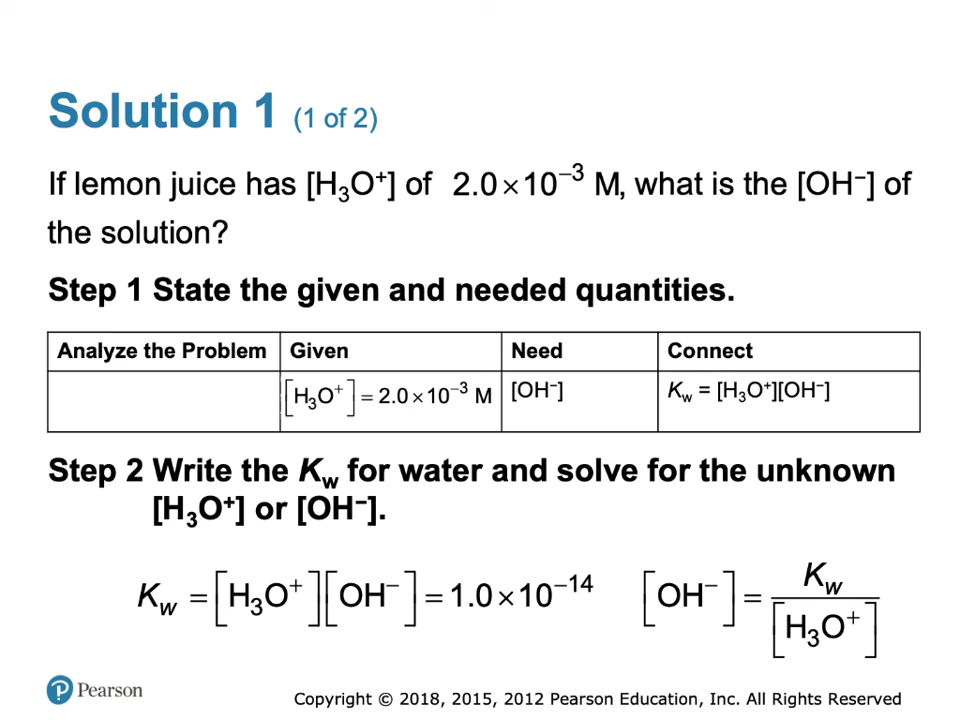 Solution 1 (1 of 2)
If lemon juice has [H₃O⁺] of 2.0×10⁻³ M, what is the [OH⁻] of
the solution?
Step 1 State the given and needed quantities.
Analyze the Problem Given Need Connect
[H₃O⁺] = 2.0×10⁻³ M [OH⁻] K_w = [H₃O⁺][OH⁻]
Step 2 Write the K_w for water and solve for the unknown
[H₃O⁺] or [OH⁻].
K_w = [H₃O⁺][OH⁻] = 1.0×10⁻¹⁴ [OH⁻] = K_w / [H₃O⁺]
Pearson
Copyright © 2018, 2015, 2012 Pearson Education, Inc. All Rights Reserved